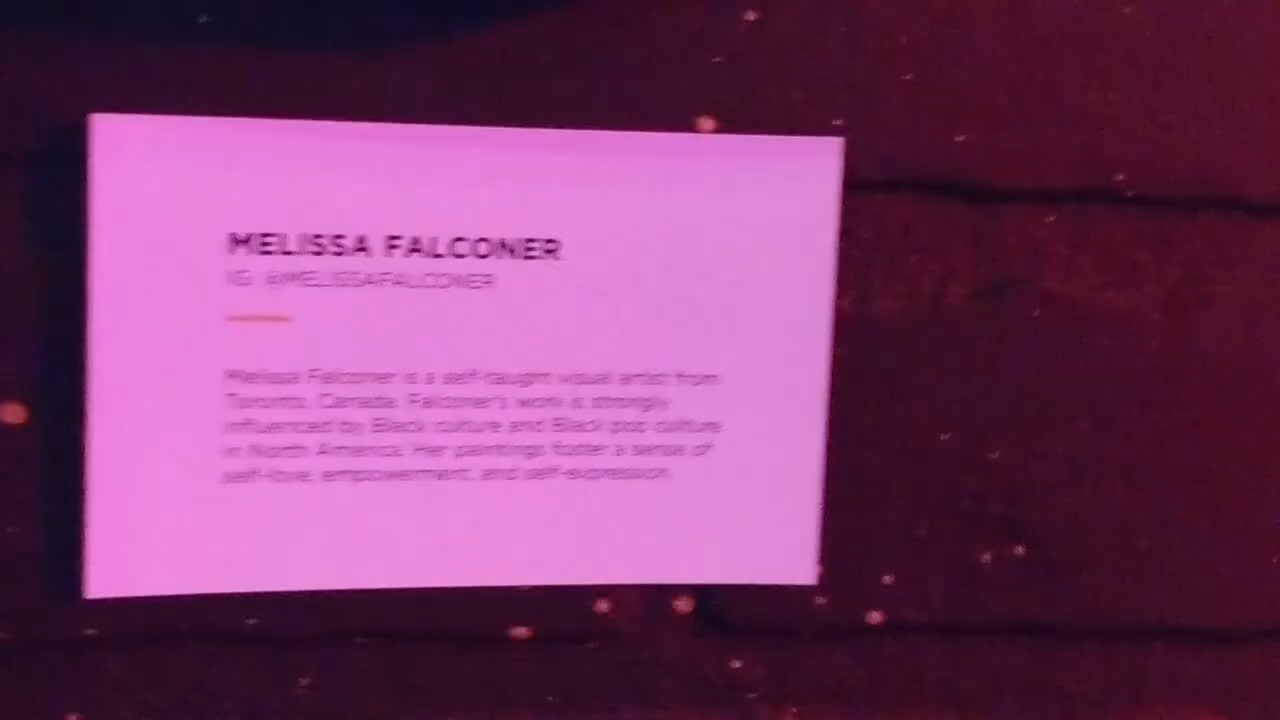 MELISSA FALCONER
IG: @MELISSAFALCONER
Melissa Falconer is a self-taught visual artist from
Toronto, Canada. Falconer's work is strongly
influenced by Black culture and Black pop culture
in North America. Her paintings foster a sense of
self-love, empowerment, and self-expression.